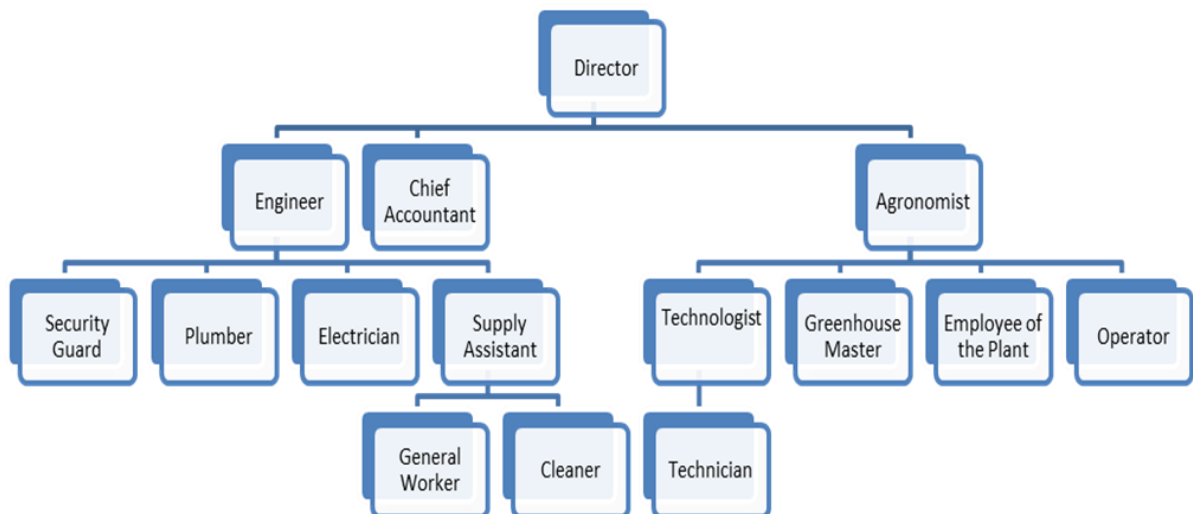 Director
Engineer
Chief
Accountant
Agronomist
Security
Guard
Plumber
Electrician
Supply
Assistant
Technologist
Greenhouse
Master
Employee of
the Plant
Operator
General
Worker
Cleaner
Technician